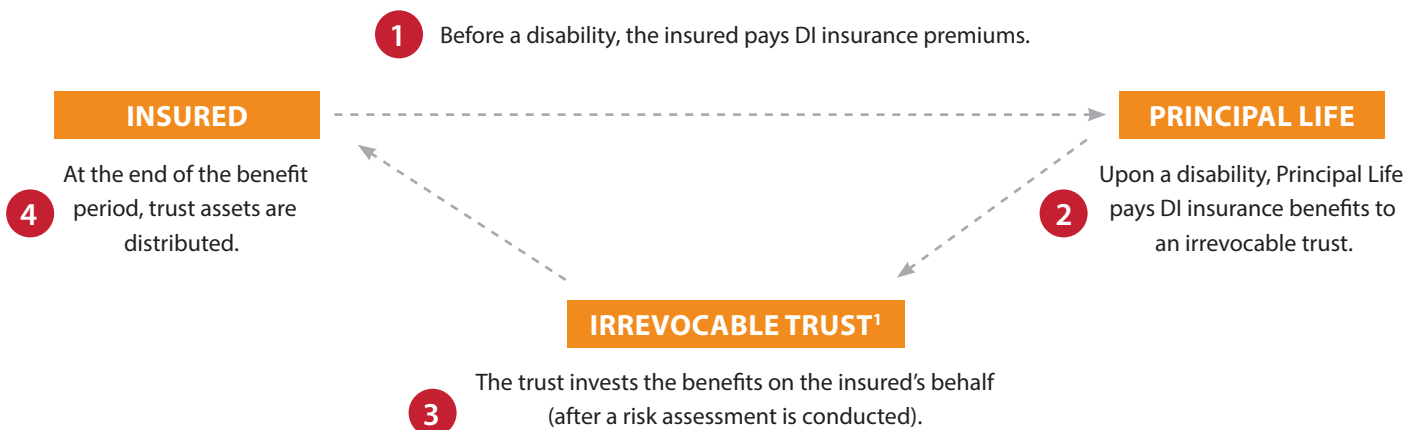 1 Before a disability, the insured pays DI insurance premiums.
INSURED
PRINCIPAL LIFE
4
At the end of the benefit
period, trust assets are
distributed.
2
Upon a disability, Principal Life
pays DI insurance benefits to
an irrevocable trust.
IRREVOCABLE TRUST¹
3
The trust invests the benefits on the insured’s behalf
(after a risk assessment is conducted).